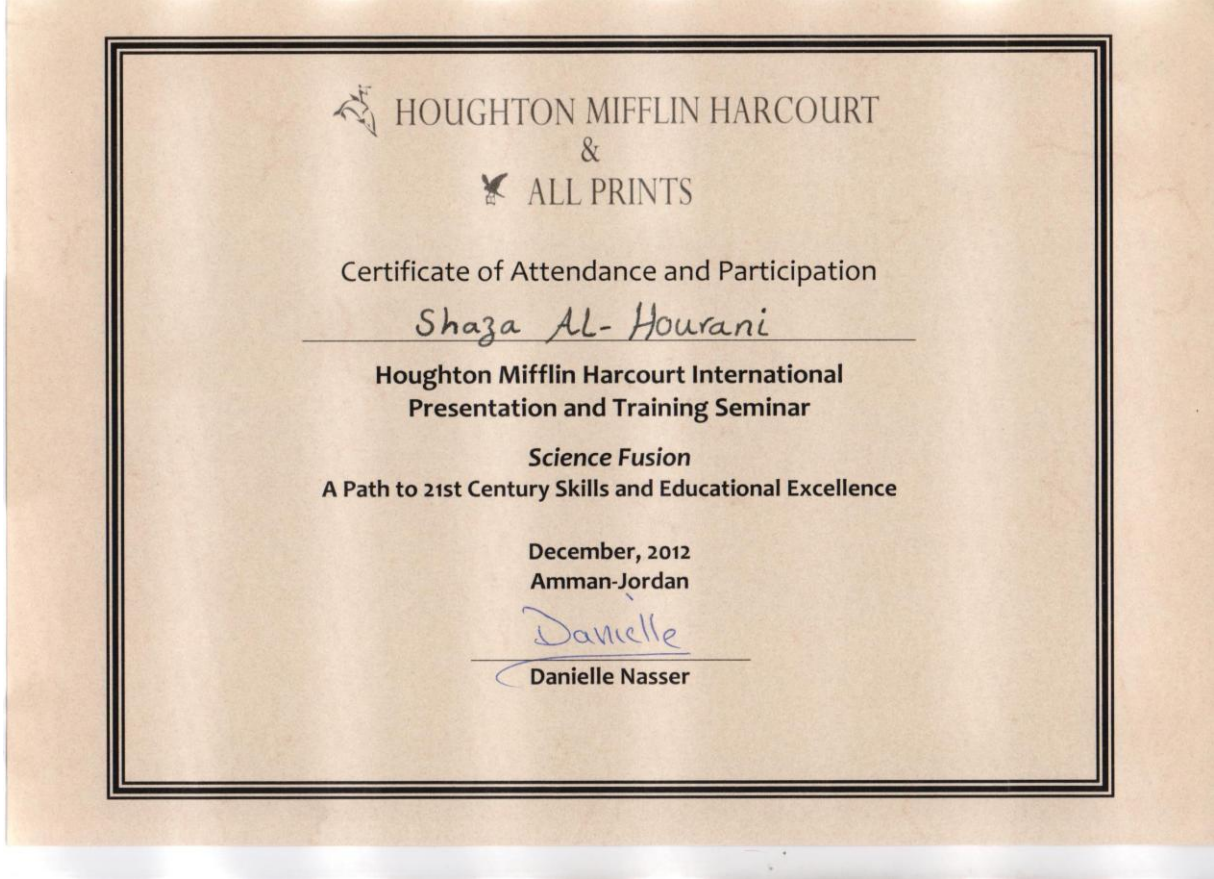 HOUGHTON MIFFLIN HARCOURT
&
ALL PRINTS
Certificate of Attendance and Participation
Shaza AL-Hourani
Houghton Mifflin Harcourt International
Presentation and Training Seminar
Science Fusion
A Path to 21st Century Skills and Educational Excellence
December, 2012
Amman-Jordan
Danielle
Danielle Nasser